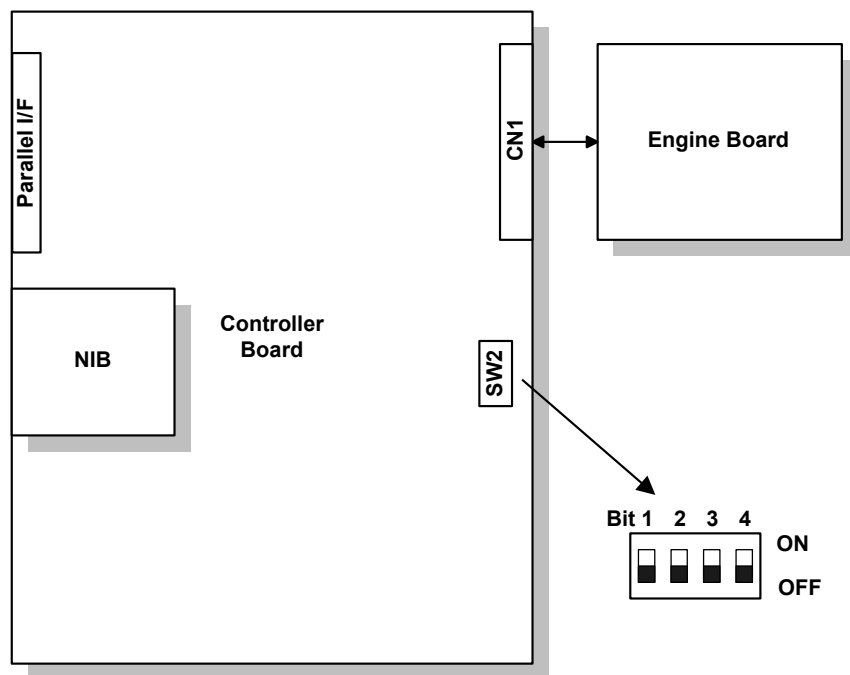 Parallel I/F
CN1
Engine Board
NIB
Controller
Board
SW2
Bit 1 2 3 4
ON
OFF